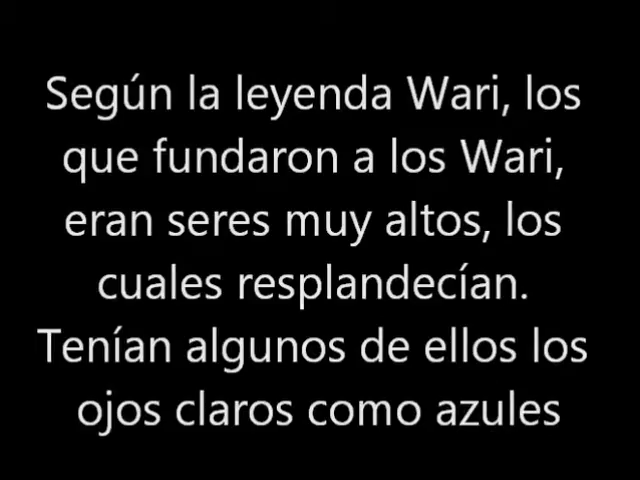 Según la leyenda Wari, los
que fundaron a los Wari,
eran seres muy altos, los
cuales resplandecían.
Tenían algunos de ellos los
ojos claros como azules